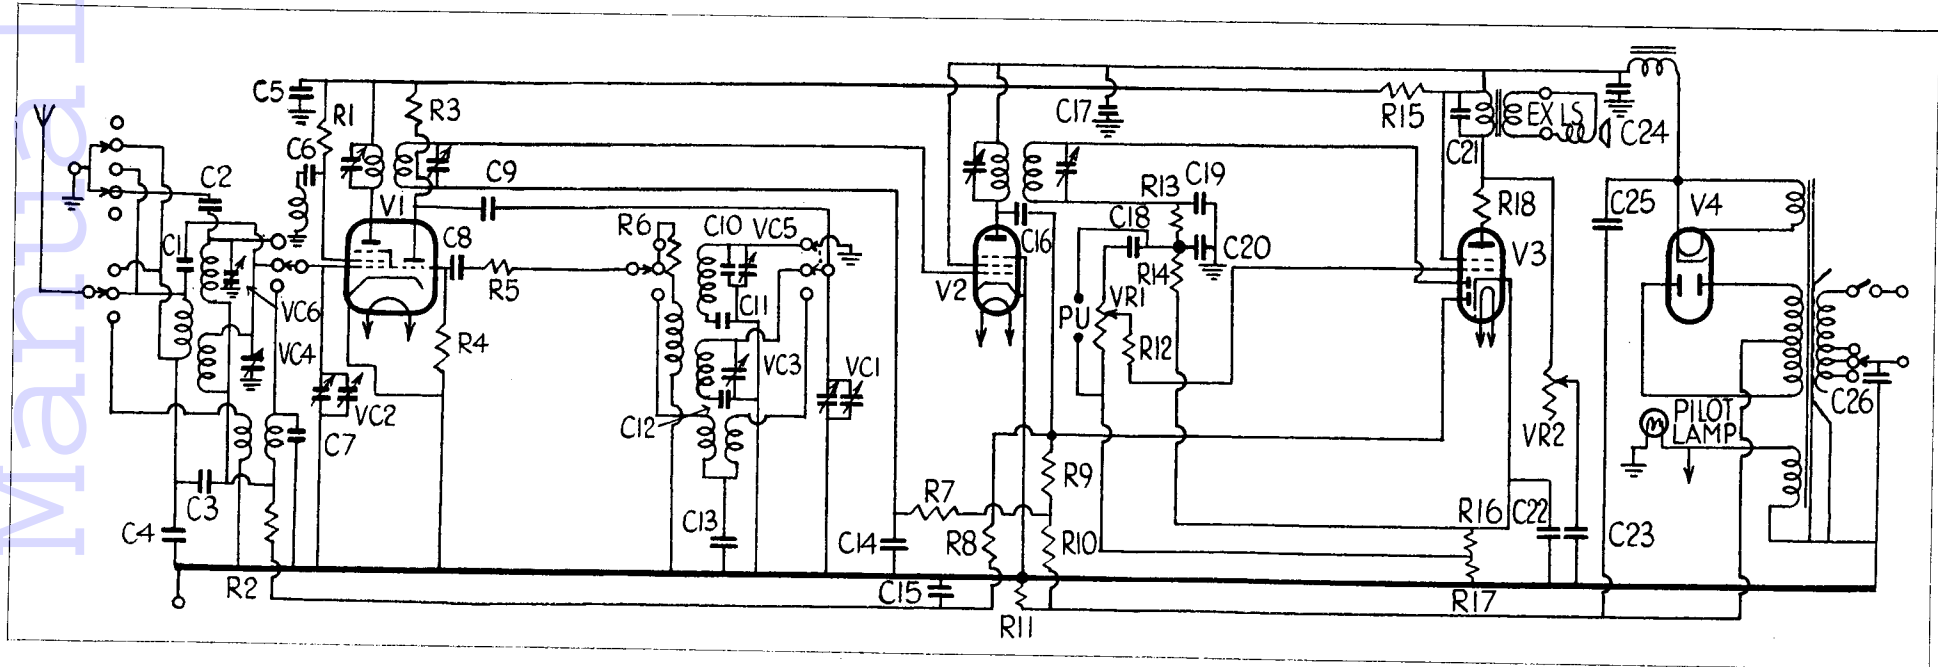 Manual
C5
R1
R3
C6
C2
C9
V1
C1
C8
R5
R6
C10
VC5
VC6
VC4
R4
C11
VC3
VC1
VC2
C7
C12
C3
C4
R2
C13
C14
C15
R7
R8
R9
R10
R11
C17
C16
V2
C18
R13
C19
C20
R14
PU
VR1
R12
R15
C21
EX LS
C24
R18
V3
VR2
R16
C22
C23
R17
C25
V4
PILOT
LAMP
C26